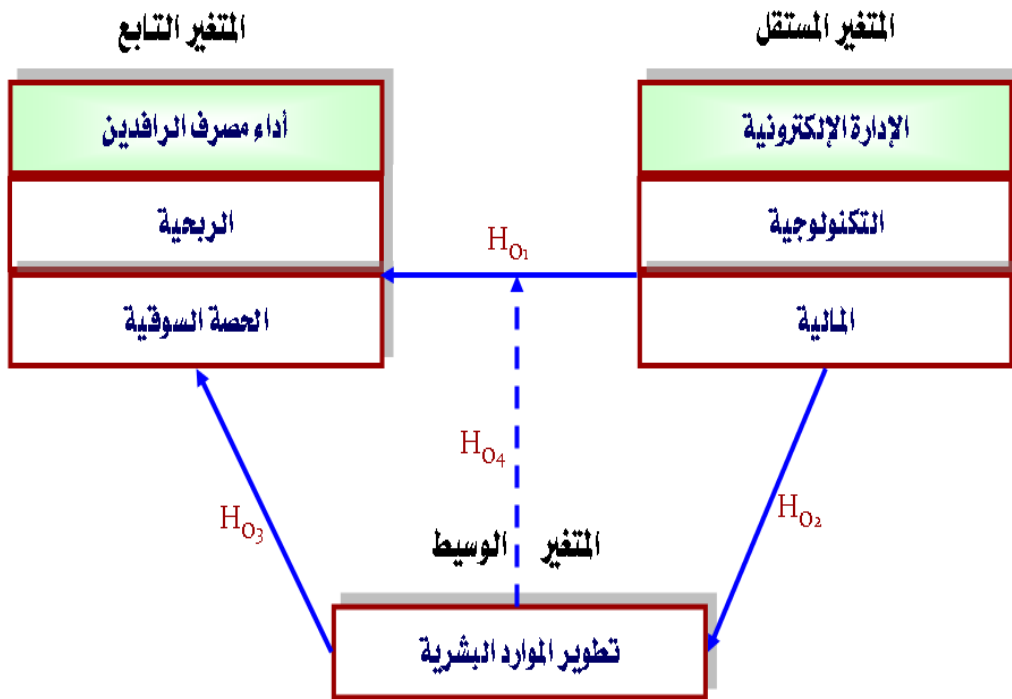 المتغير المستقل
المتغير التابع
الإدارة الإلكترونية
أداء مصرف الرافدين
التكنولوجية
الربحية
HO1
المالية
الحصة السوقية
HO4
HO2
HO3
المتغير الوسيط
تطوير الموارد البشرية